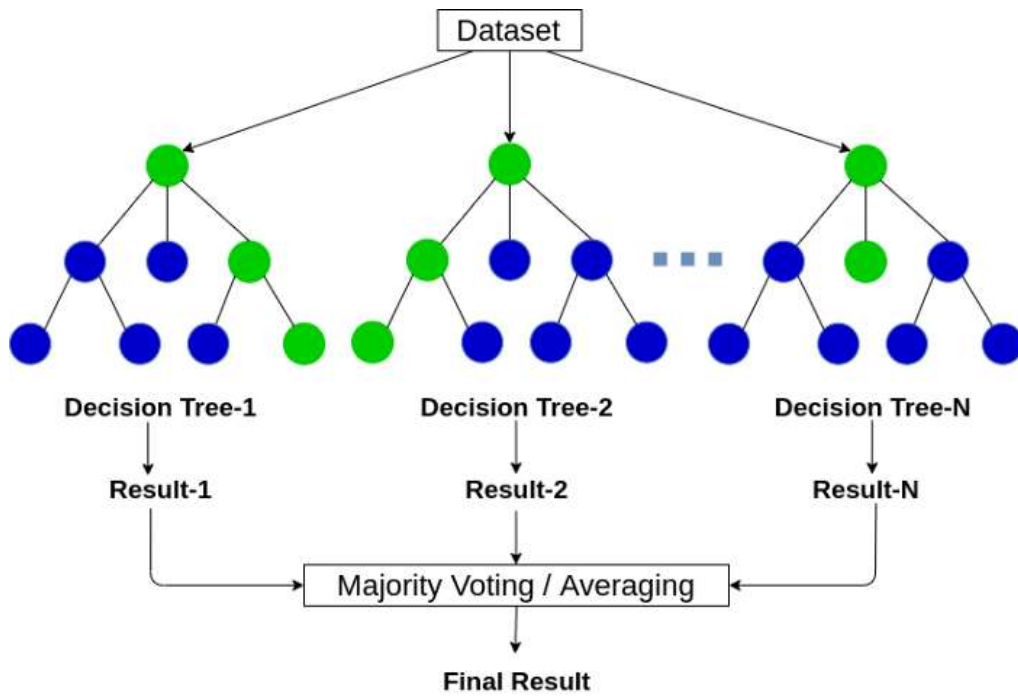 Dataset
Decision Tree-1
Decision Tree-2
Decision Tree-N
Result-1
Result-2
Result-N
Majority Voting / Averaging
Final Result